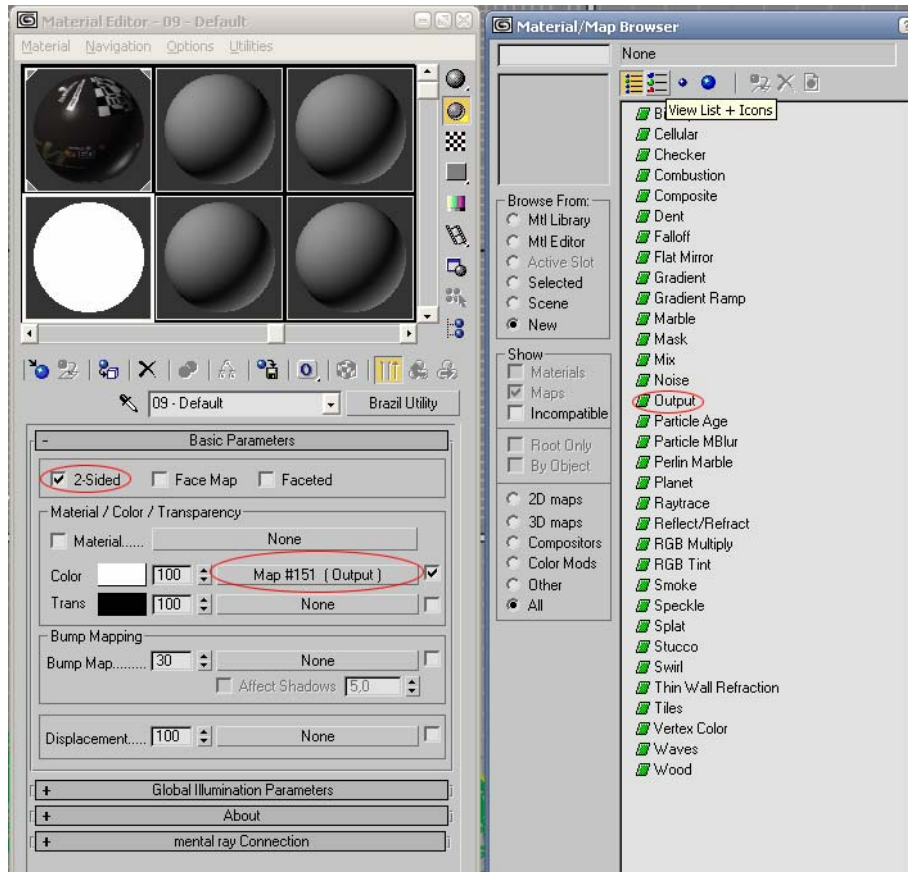 Material Editor - 09 - Default
Material Navigation Options Utilities
09 - Default
Brazil Utility
- Basic Parameters
2-Sided Face Map Faceted
Material / Color / Transparency
Material...... None
Color 100 Map #151 ( Output )
Trans 100 None
Bump Mapping
Bump Map......... 30 None
Affect Shadows 5,0
Displacement..... 100 None
+ Global Illumination Parameters
+ About
+ mental ray Connection
Material/Map Browser
None
View List + Icons
Browse From:
Mtl Library
Mtl Editor
Active Slot
Selected
Scene
New
Show
Materials
Maps
Incompatible
Root Only
By Object
2D maps
3D maps
Compositors
Color Mods
Other
All
Cellular
Checker
Combustion
Composite
Dent
Falloff
Flat Mirror
Gradient
Gradient Ramp
Marble
Mask
Mix
Noise
Output
Particle Age
Particle MBlur
Perlin Marble
Planet
Raytrace
Reflect/Refract
RGB Multiply
RGB Tint
Smoke
Speckle
Splat
Stucco
Swirl
Thin Wall Refraction
Tiles
Vertex Color
Waves
Wood